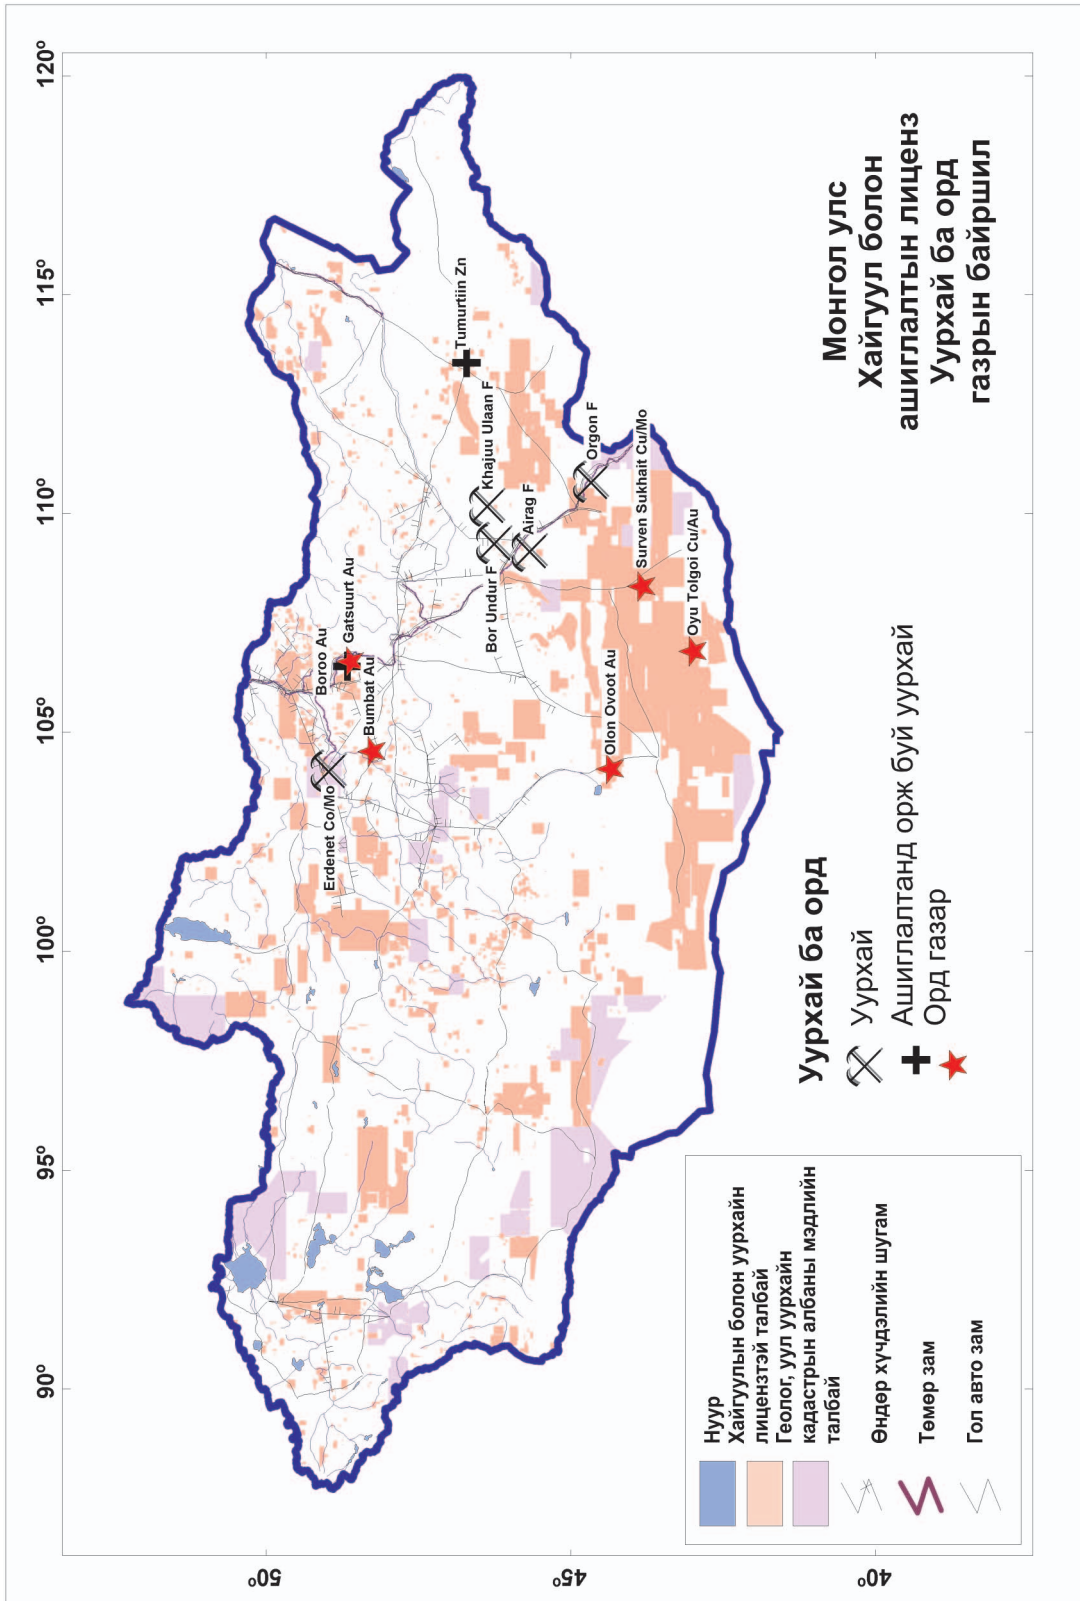 Монгол улс
Хайгуул болон
ашиглалтын лиценз
Уурхай ба орд
газрын байршил
90°
95°
100°
105°
110°
115°
120°
50°
45°
40°
Erdenet Co/Mo
Boroo Au
Gatsuurt Au
Bumbat Au
Bor Undur F
Khajuu Ulaan F
Airag F
Orgon F
Tumurtiin Zn
Olon Ovoot Au
Surven Sukhait Cu/Mo
Oyu Tolgoi Cu/Au
Уурхай ба орд
Уурхай
Ашиглалтанд орж буй уурхай
Орд газар
Нуур
Хайгуулын болон уурхайн
лицензтэй талбай
Геолог, уул уурхайн
кадастрын албаны мэдлийн
талбай
Өндөр хүчдэлийн шугам
Төмөр зам
Гол авто зам